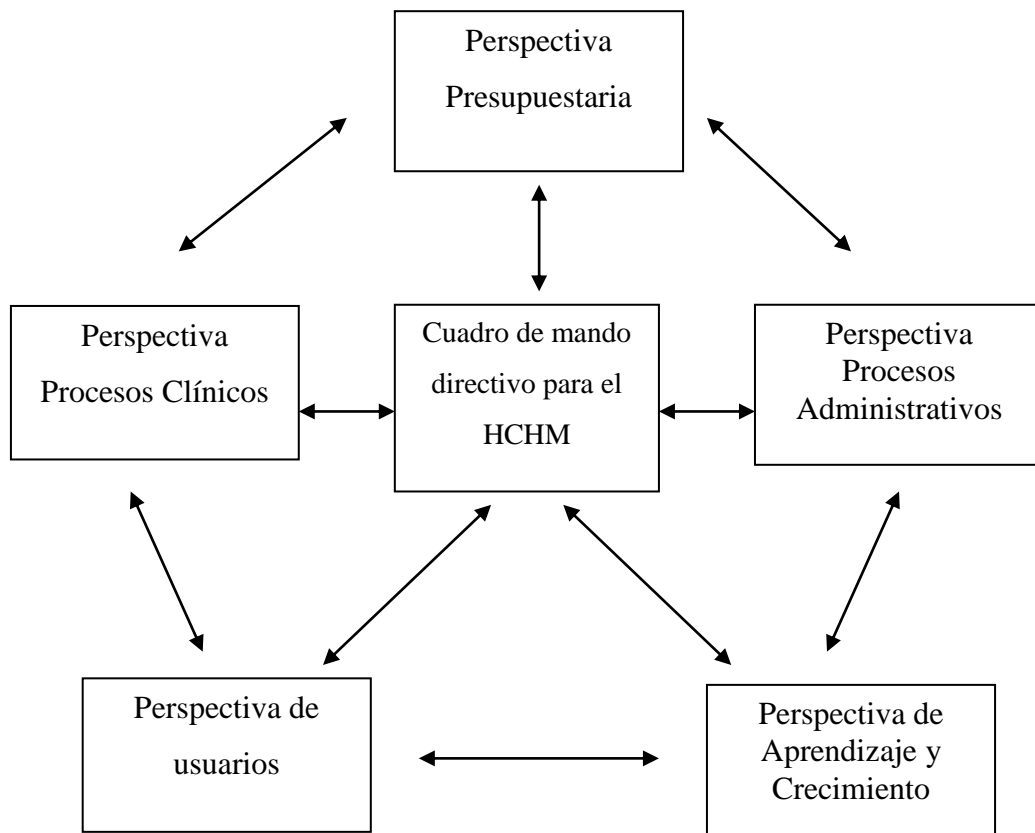 Perspectiva
Presupuestaria
Perspectiva
Procesos Clínicos
Cuadro de mando
directivo para el
HCHM
Perspectiva
Procesos
Administrativos
Perspectiva de
usuarios
Perspectiva de
Aprendizaje y
Crecimiento